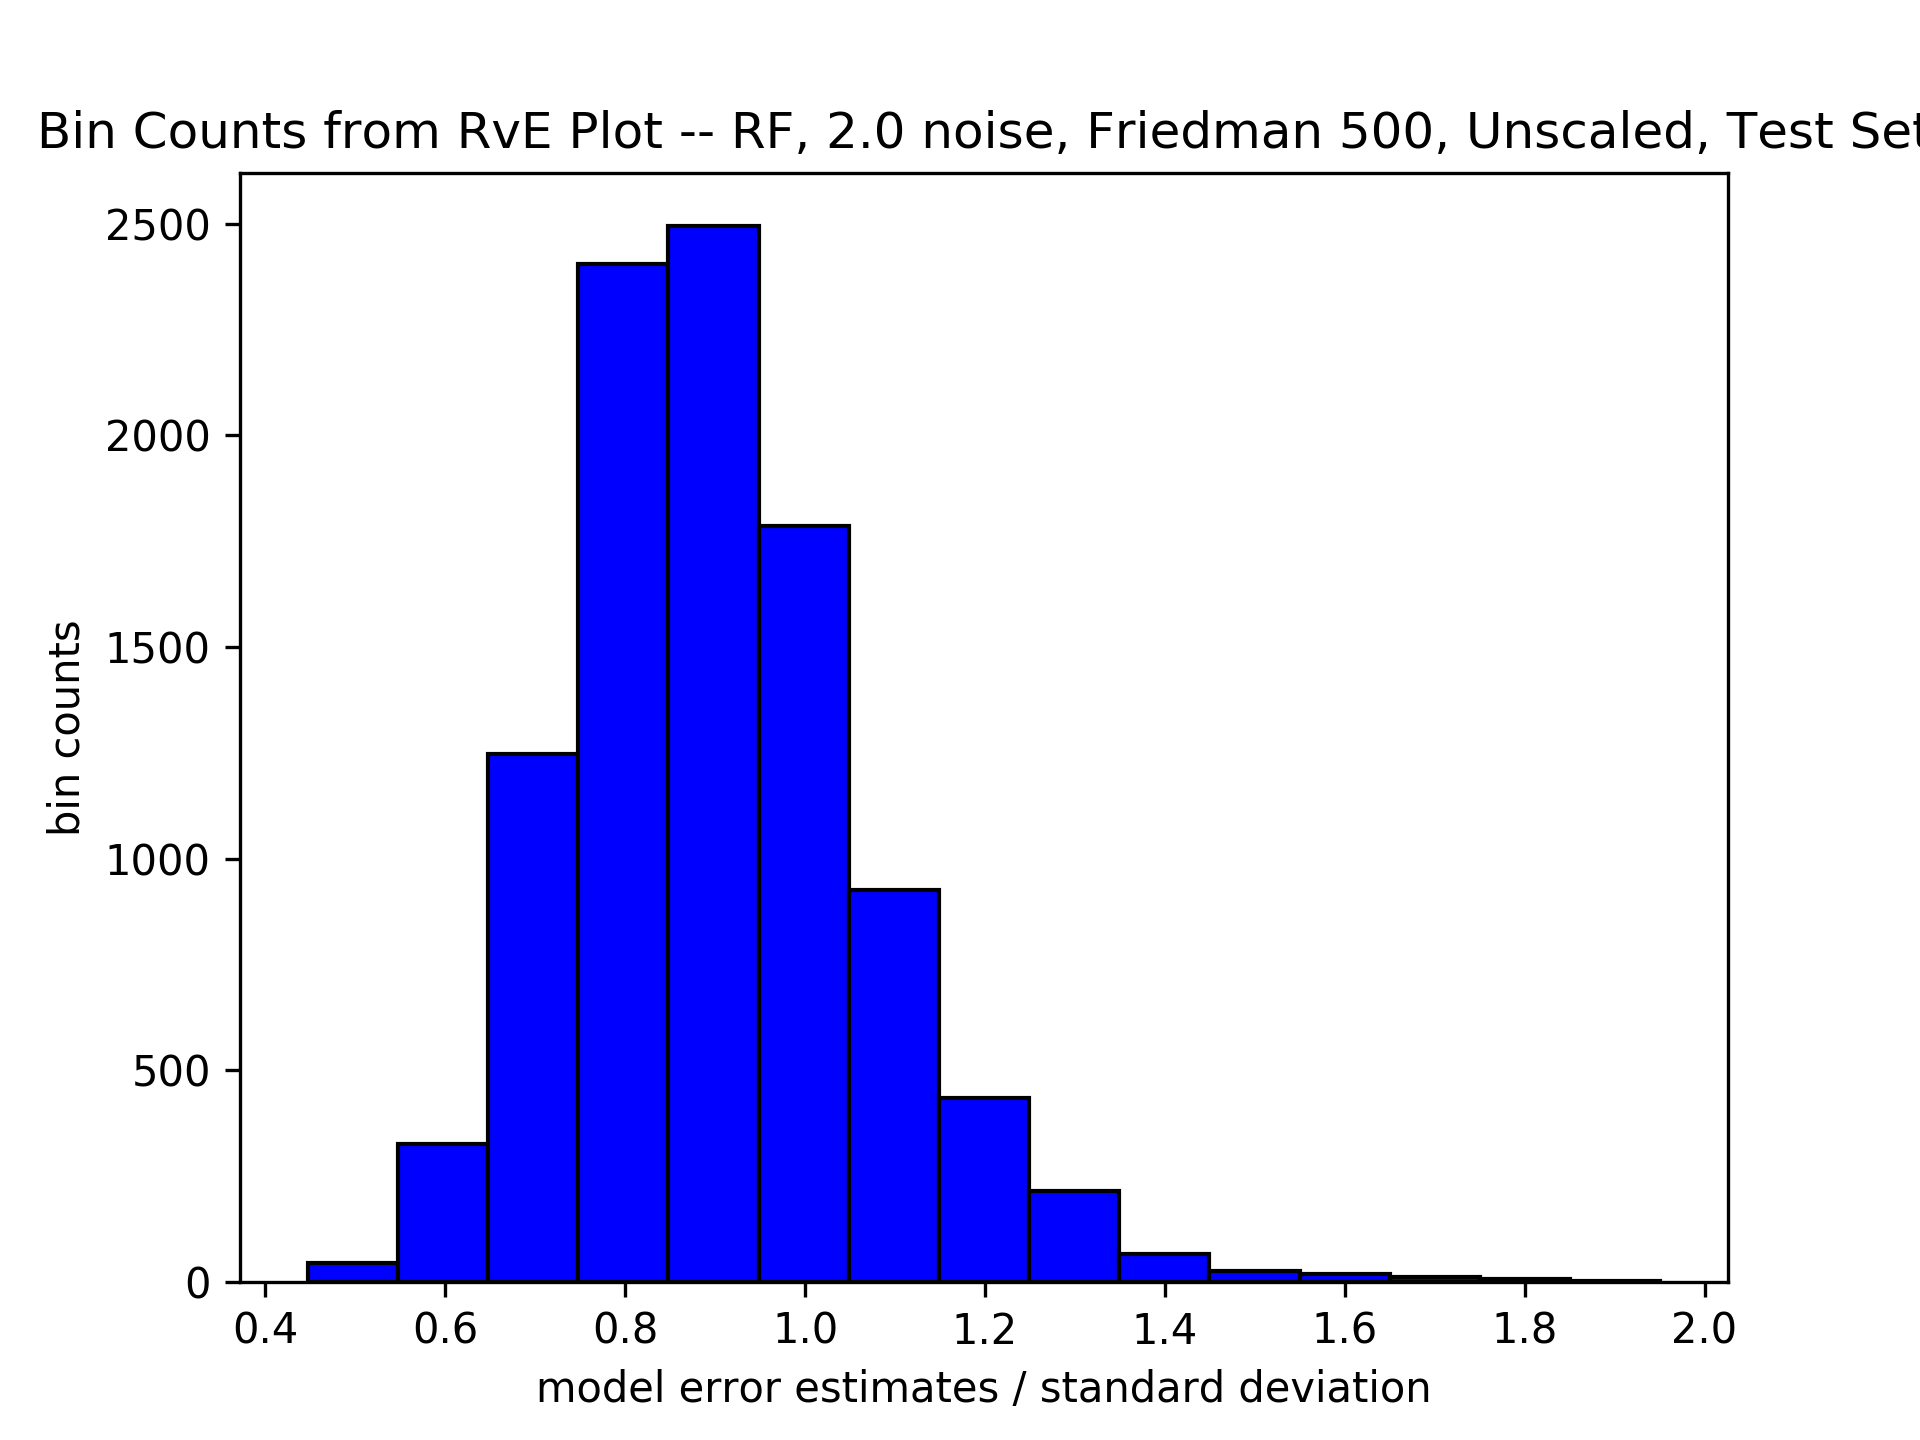 Bin Counts from RvE Plot -- RF, 2.0 noise, Friedman 500, Unscaled, Test Set
2500
2000
1500
1000
500
0
bin counts
0.4 0.6 0.8 1.0 1.2 1.4 1.6 1.8 2.0
model error estimates / standard deviation